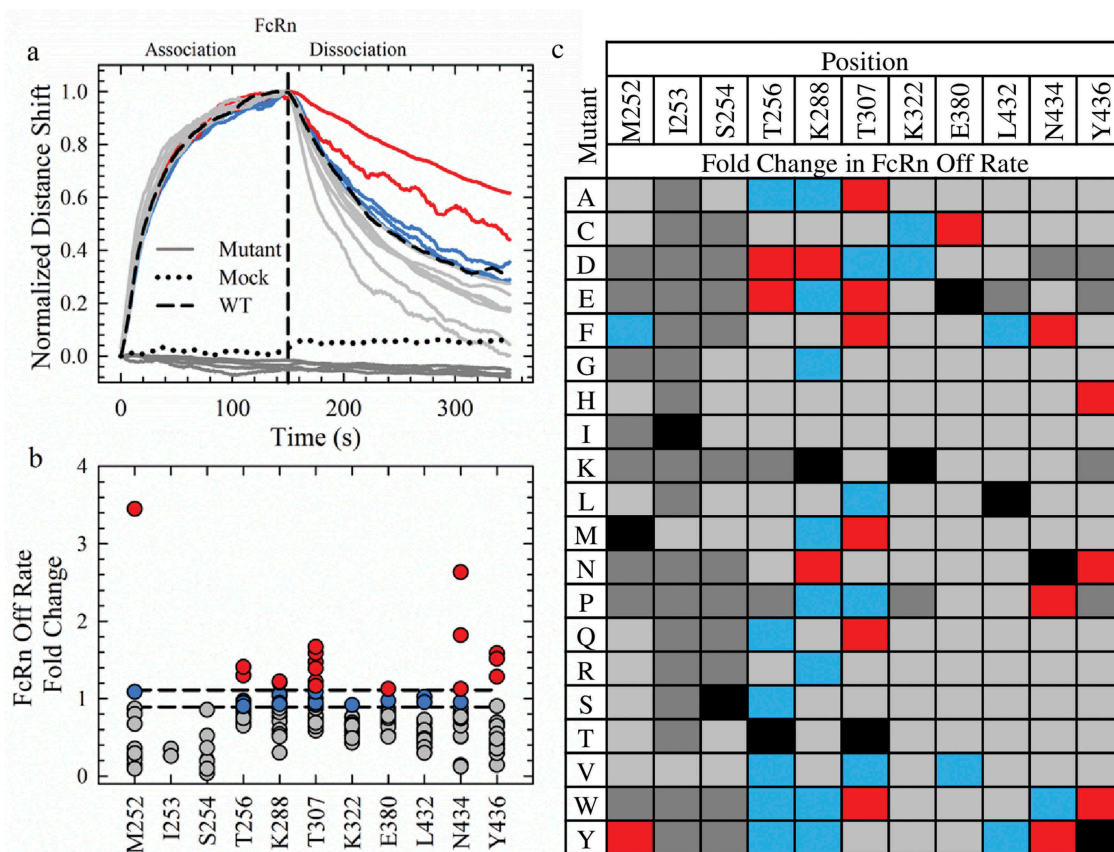 a
FcRn
Association Dissociation
Normalized Distance Shift
1.0
0.8
0.6
0.4
0.2
0.0
Mutant
Mock
WT
0 100 200 300
Time (s)
b
FcRn Off Rate
Fold Change
4
3
2
1
0
M252 I253 S254 T256 K288 T307 K322 E380 L432 N434 Y436
c
Mutant
Position
M252 I253 S254 T256 K288 T307 K322 E380 L432 N434 Y436
Fold Change in FcRn Off Rate
A
C
D
E
F
G
H
I
K
L
M
N
P
Q
R
S
T
V
W
Y